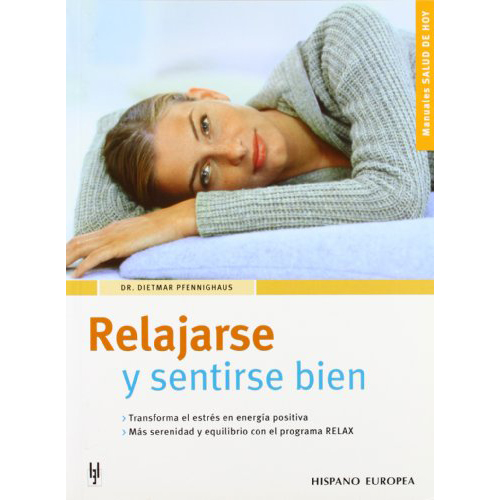 Manuales SALUD DE HOY
DR. DIETMAR PFENNIGHAUS
Relajarse
y sentirse bien
> Transforma el estrés en energía positiva
> Más serenidad y equilibrio con el programa RELAX
HISPANO EUROPEA